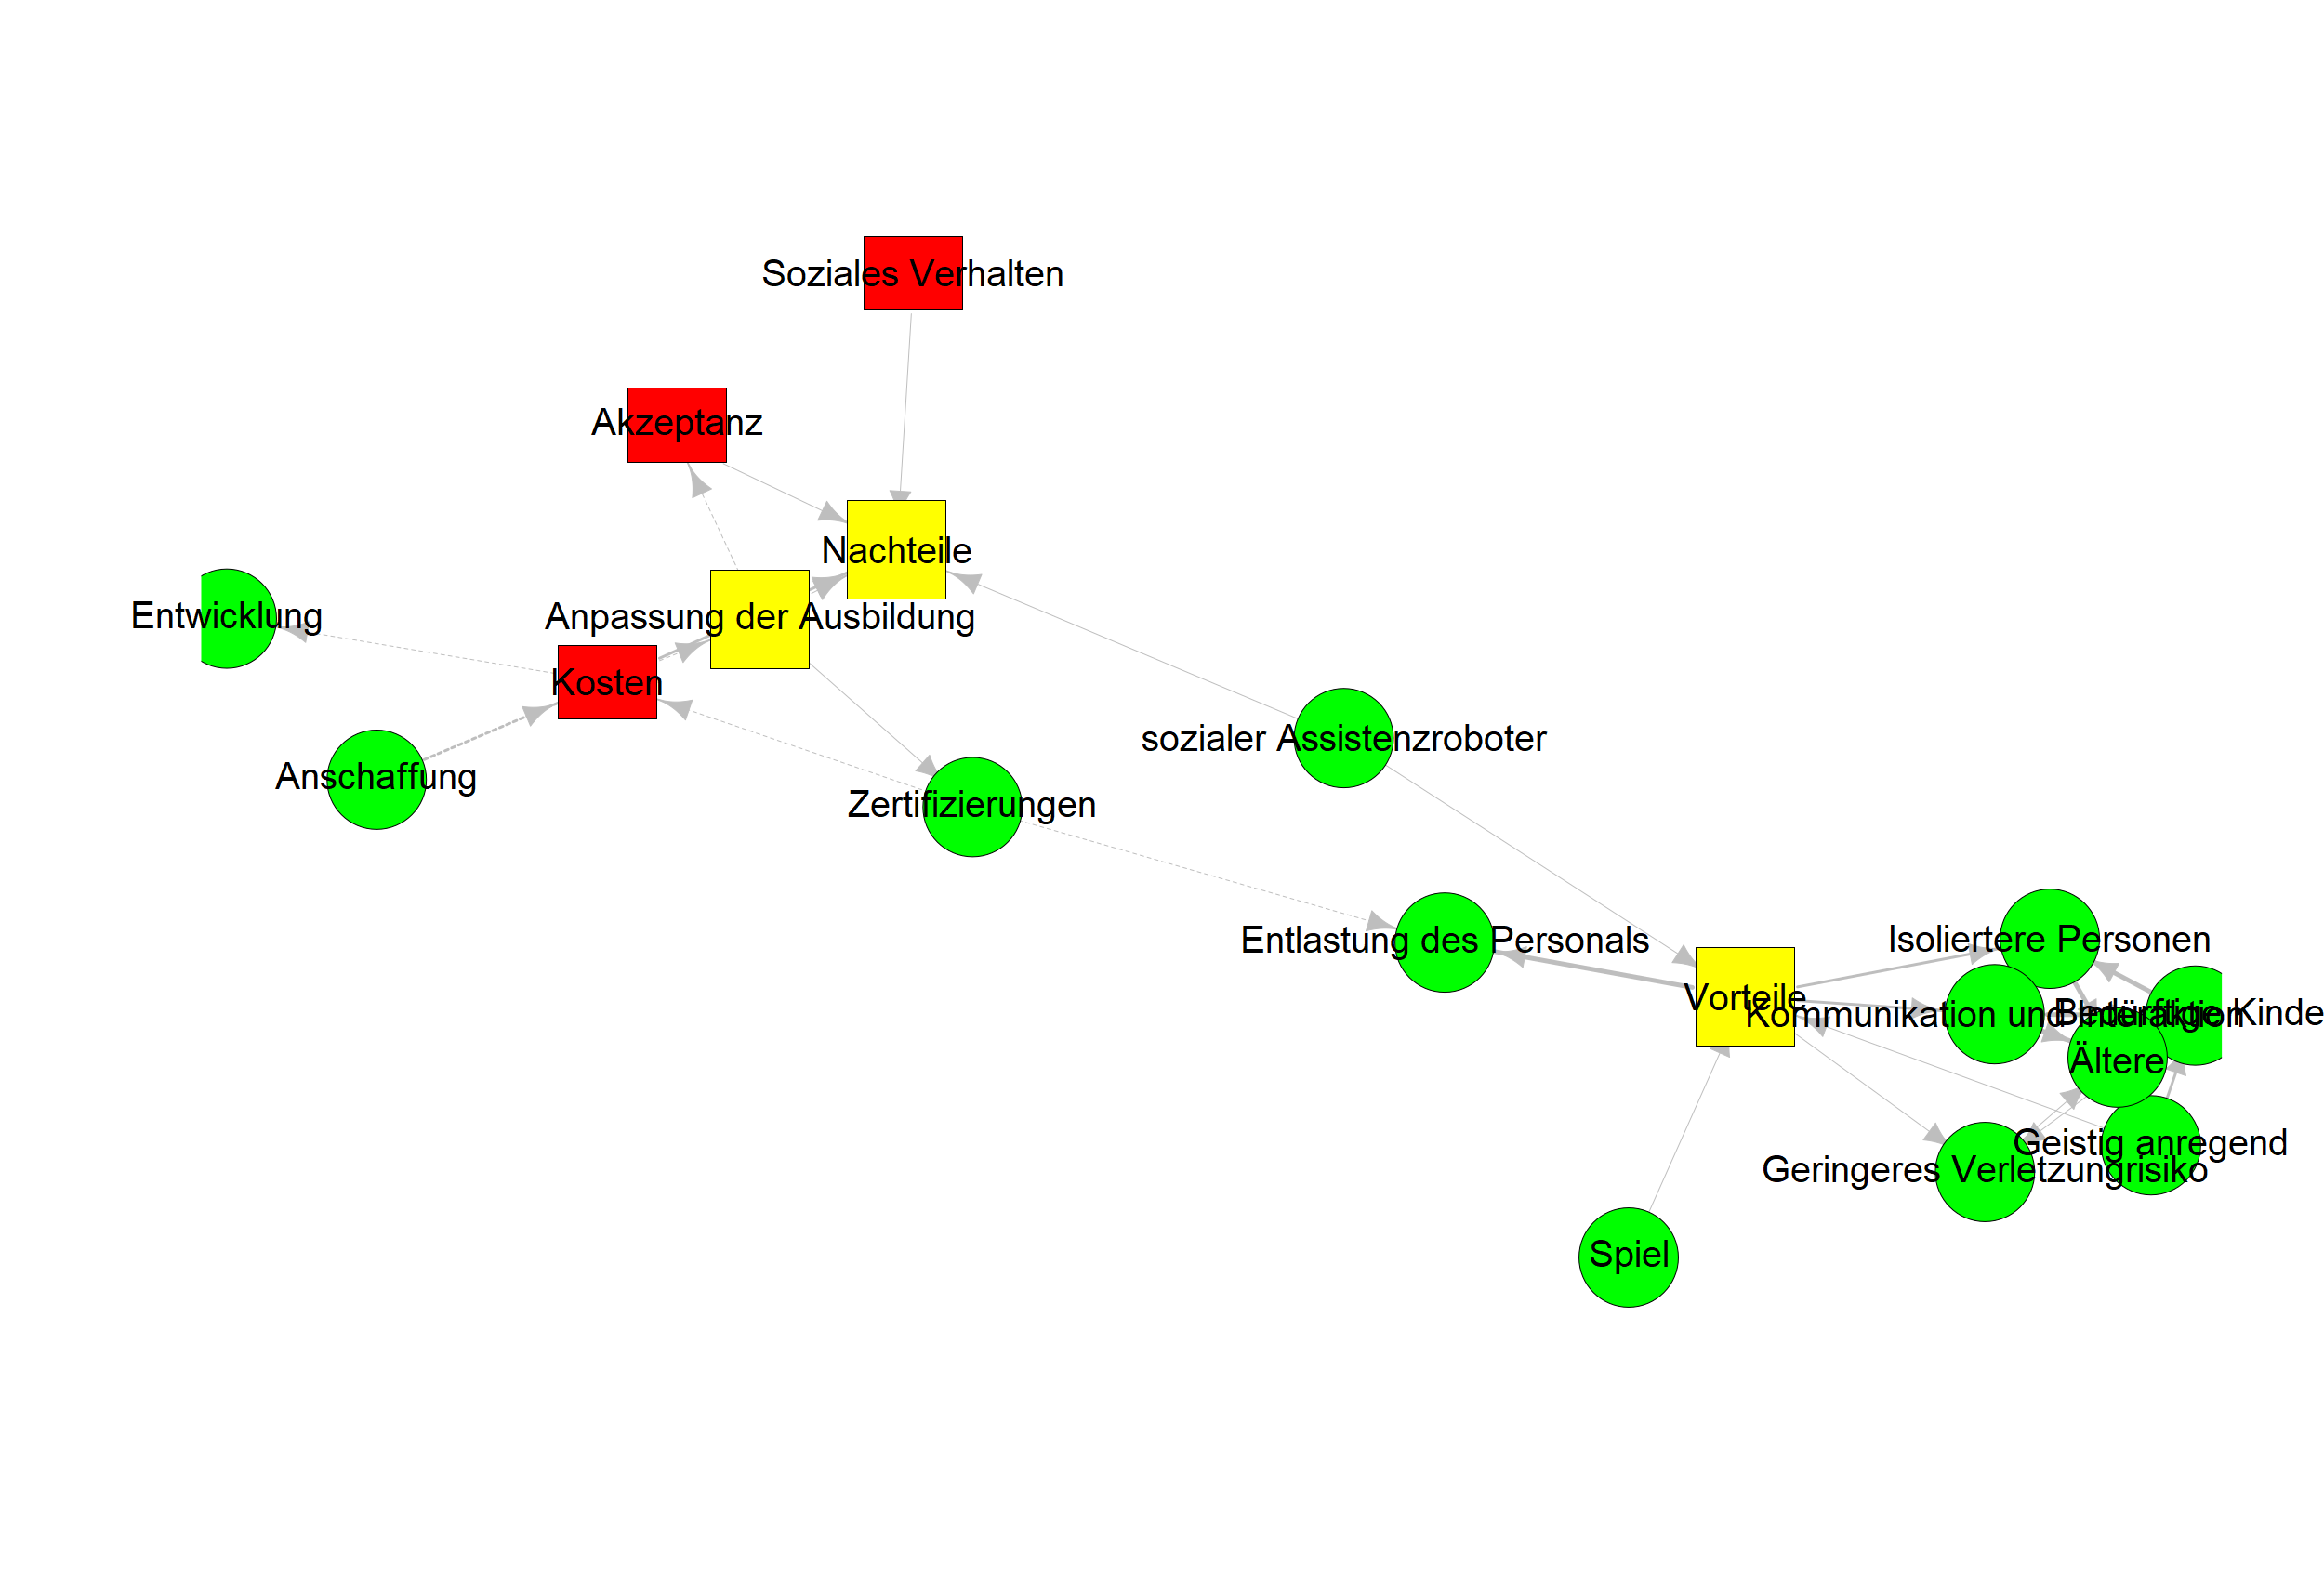 Soziales Verhalten
Akzeptanz
Nachteile
Entwicklung
Anpassung der Ausbildung
Kosten
sozialer Assistenzroboter
Anschaffung
Zertifizierungen
Entlastung des Personals
Isoliertere Personen
Vorteile
Kommunikation und Interaktion
Bedürftige Kinde
Ältere
Geistig anregend
Geringeres Verletzungrisiko
Spiel